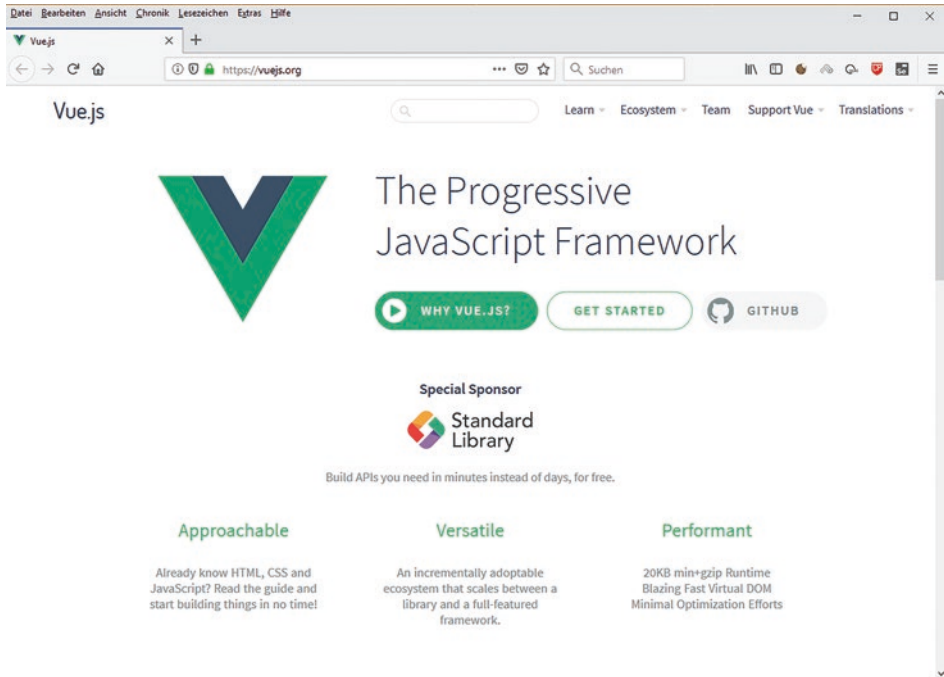 Datei Bearbeiten Ansicht Chronik Lesezeichen Extras Hilfe
Vue.js
https://vuejs.org
Suchen
Vue.js
Learn Ecosystem Team Support Vue Translations
The Progressive
JavaScript Framework
WHY VUE.JS? GET STARTED GITHUB
Special Sponsor
Standard
Library
Build APIs you need in minutes instead of days, for free.
Approachable
Already know HTML, CSS and
JavaScript? Read the guide and
start building things in no time!
Versatile
An incrementally adoptable
ecosystem that scales between a
library and a full-featured
framework.
Performant
20KB min+gzip Runtime
Blazing Fast Virtual DOM
Minimal Optimization Efforts